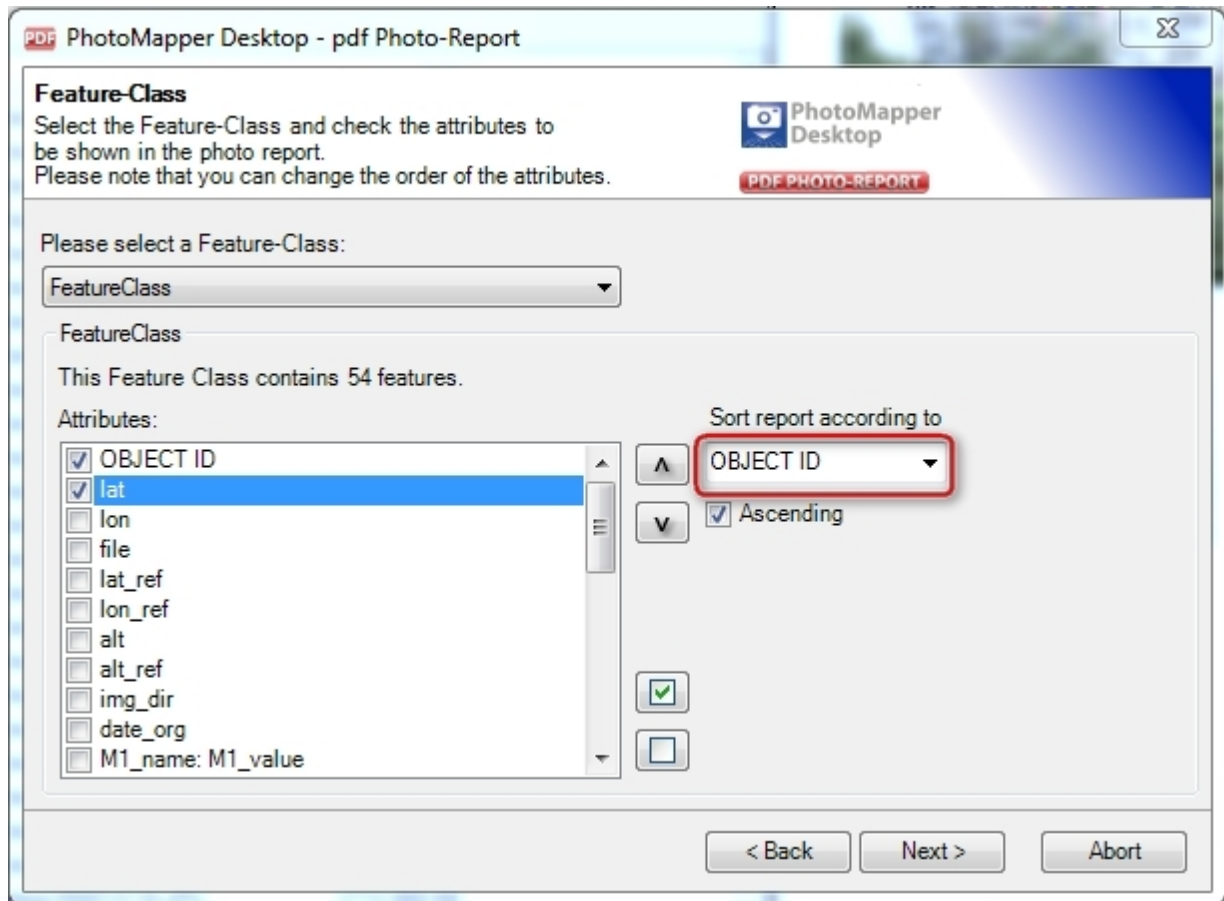 PDF PhotoMapper Desktop - pdf Photo-Report
Feature-Class
Select the Feature-Class and check the attributes to
be shown in the photo report.
Please note that you can change the order of the attributes.
PhotoMapper
Desktop
PDF PHOTO-REPORT
Please select a Feature-Class:
FeatureClass
FeatureClass
This Feature Class contains 54 features.
Attributes:
Sort report according to
OBJECT ID
lat
lon
file
lat_ref
lon_ref
alt
alt_ref
img_dir
date_org
M1_name: M1_value
OBJECT ID
Ascending
< Back
Next >
Abort